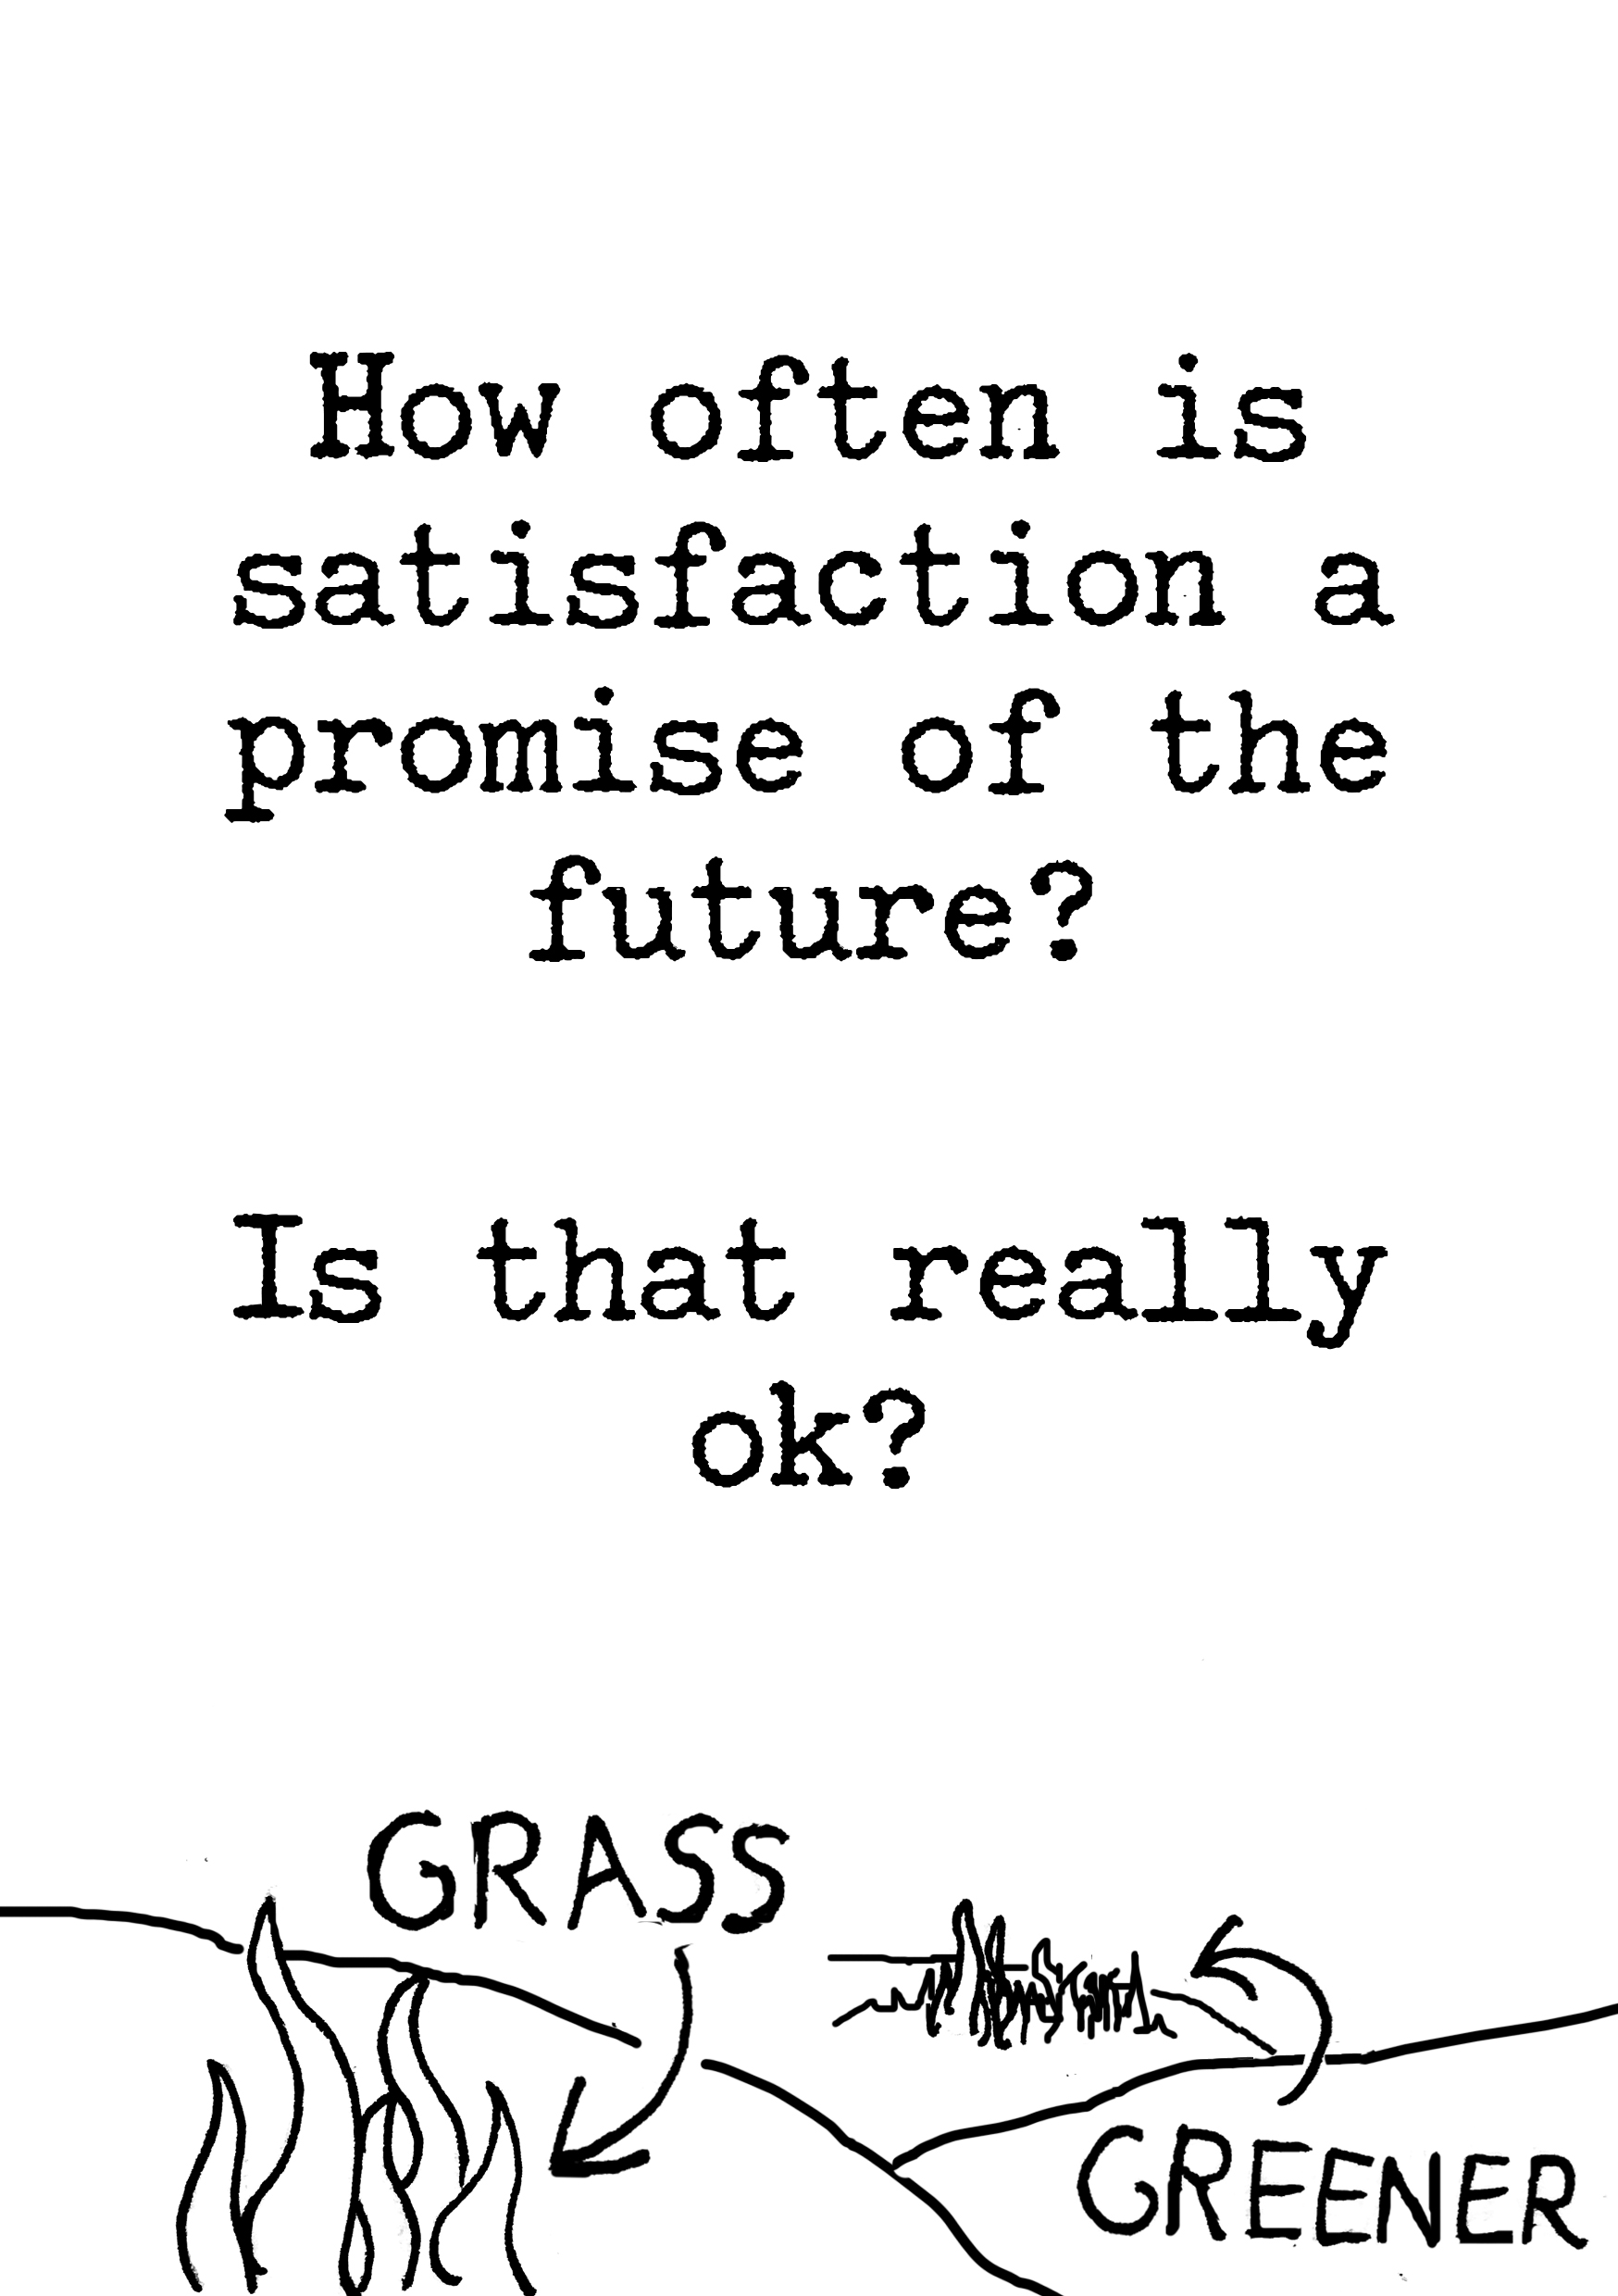 How often is
satisfaction a
promise of the
future?
Is that really
ok?
GRASS
GREENER